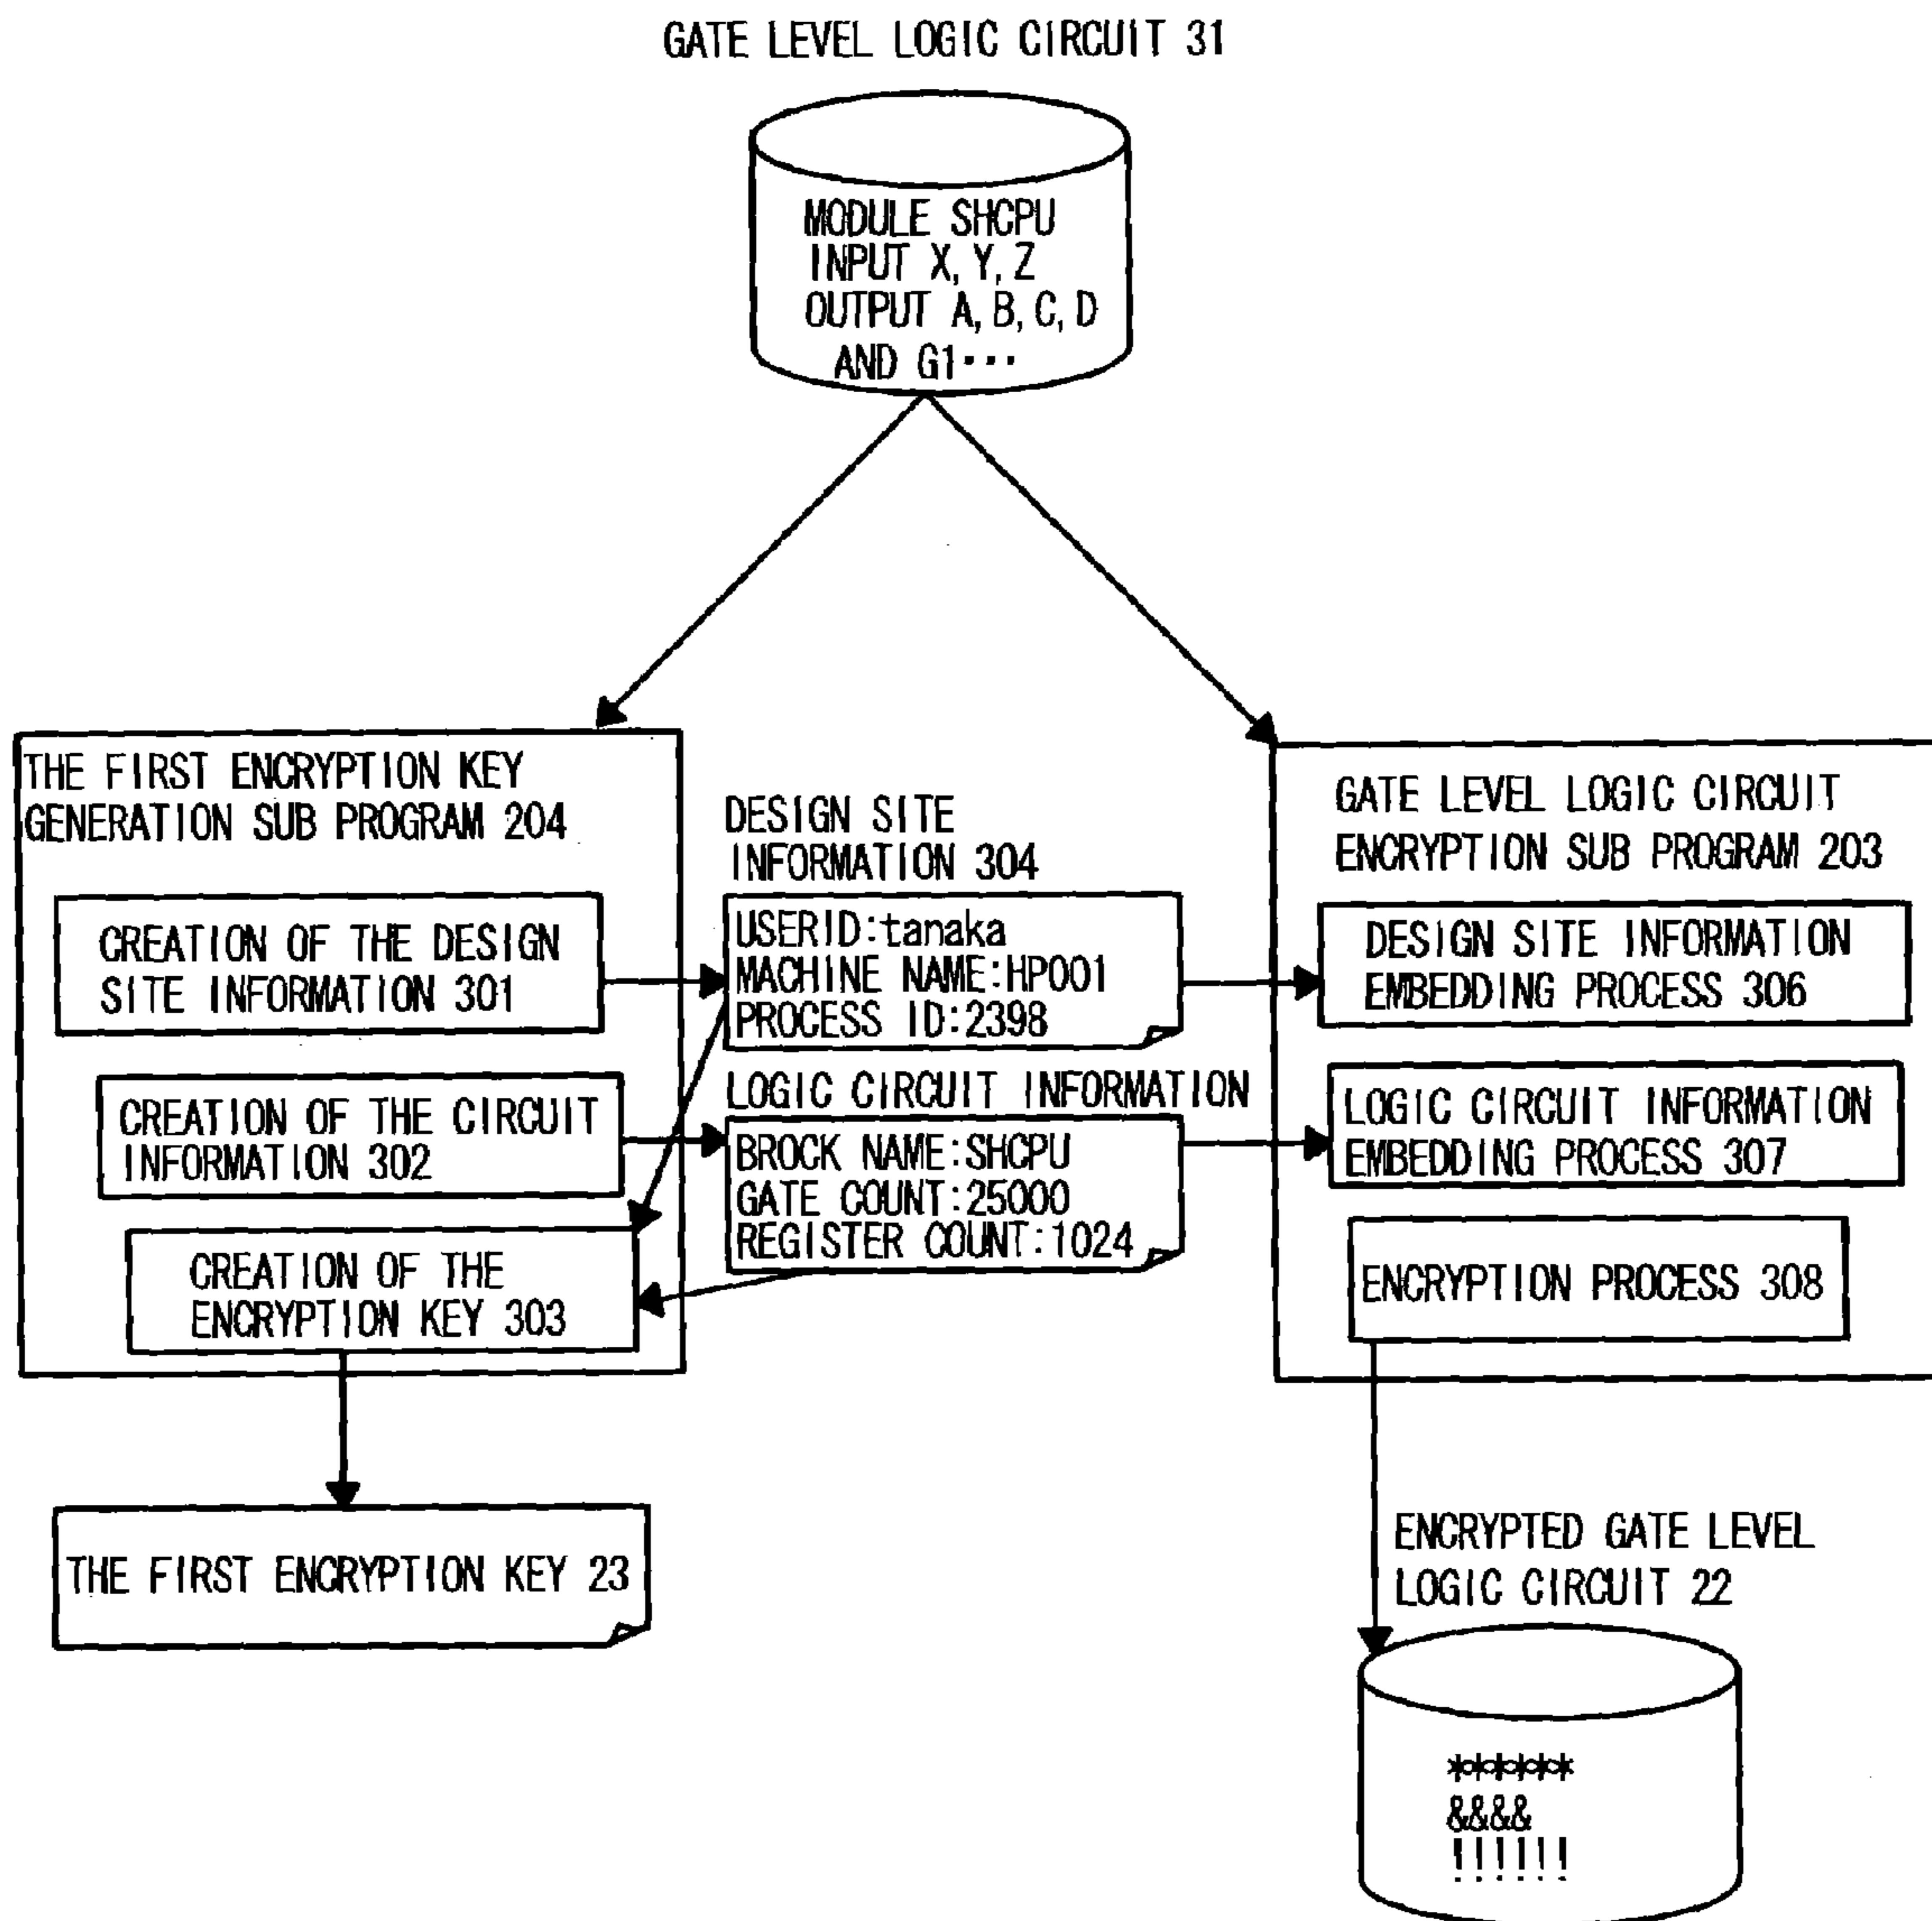 GATE LEVEL LOGIC CIRCUIT 31
MODULE SHCPU
INPUT X, Y, Z
OUTPUT A, B, C, D
AND G1···
THE FIRST ENCRYPTION KEY
GENERATION SUB PROGRAM 204
CREATION OF THE DESIGN
SITE INFORMATION 301
CREATION OF THE CIRCUIT
INFORMATION 302
CREATION OF THE
ENCRYPTION KEY 303
THE FIRST ENCRYPTION KEY 23
DESIGN SITE
INFORMATION 304
USERID:tanaka
MACHINE NAME:HP001
PROCESS ID:2398
LOGIC CIRCUIT INFORMATION
BROCK NAME:SHCPU
GATE COUNT:25000
REGISTER COUNT:1024
GATE LEVEL LOGIC CIRCUIT
ENCRYPTION SUB PROGRAM 203
DESIGN SITE INFORMATION
EMBEDDING PROCESS 306
LOGIC CIRCUIT INFORMATION
EMBEDDING PROCESS 307
ENCRYPTION PROCESS 308
ENCRYPTED GATE LEVEL
LOGIC CIRCUIT 22
******
&&&&
!!!!!!